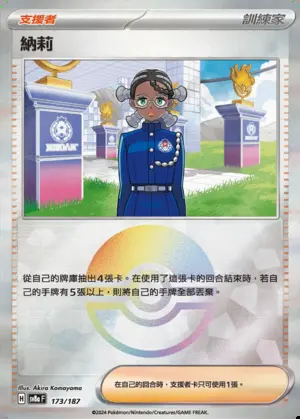 支援者
訓練家
納莉
從自己的牌庫抽出4張卡。在使用了這張卡的回合結束時,若自
己的手牌有5張以上,則將自己的手牌全部丟棄。
Illus. Akira Komayama
H sv8a F 173/187
在自己的回合時,支援者卡只可使用1張。
©2024 Pokémon/Nintendo/Creatures/GAME FREAK.